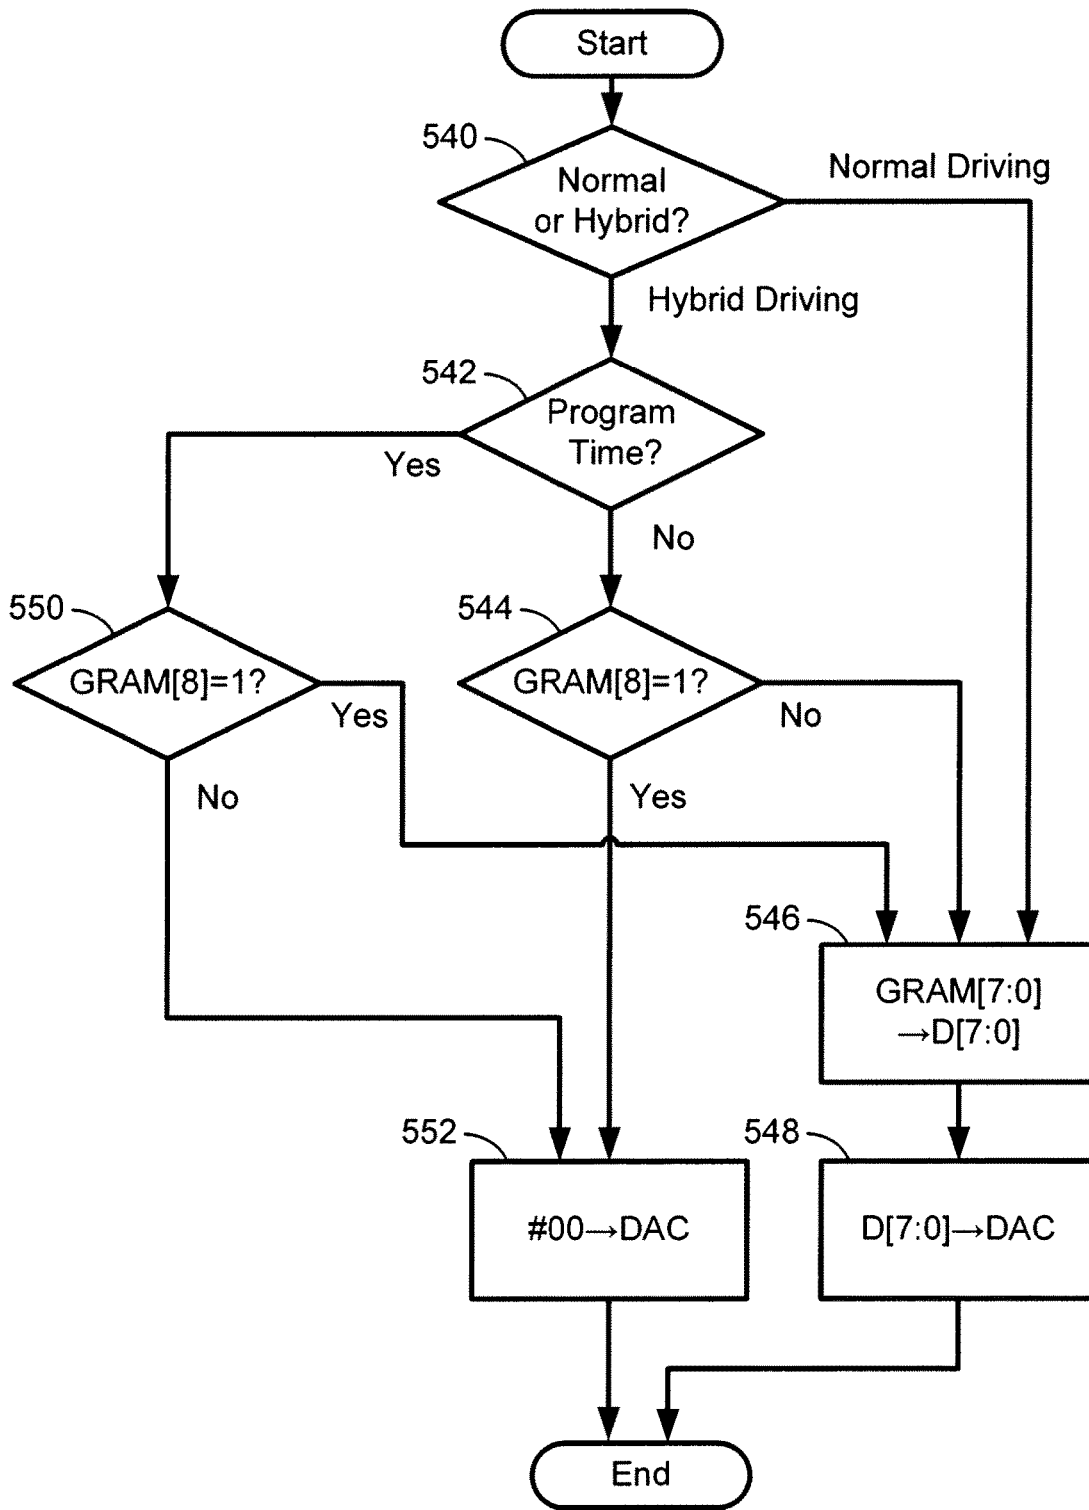 Start
540
Normal
or Hybrid?
Normal Driving
Hybrid Driving
542
Program
Time?
Yes
No
550
GRAM[8]=1?
Yes
No
544
GRAM[8]=1?
No
Yes
546
GRAM[7:0]
→D[7:0]
552
#00→DAC
548
D[7:0]→DAC
End